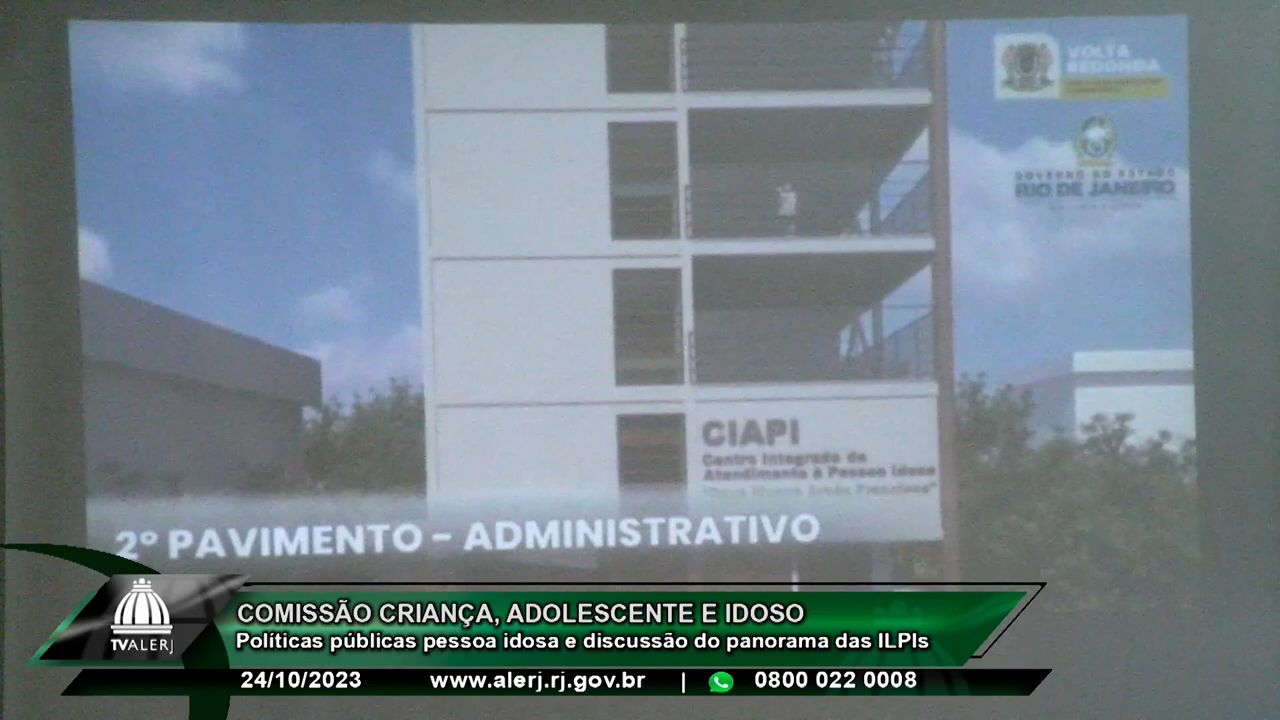 VOLTA
REDONDA
GOVERNO DO ESTADO
RIO DE JANEIRO
CIAPI
Centro Integrado de
Atendimento à Pessoa Idosa
2º PAVIMENTO - ADMINISTRATIVO
TVALERJ
COMISSÃO CRIANÇA, ADOLESCENTE E IDOSO
Políticas públicas pessoa idosa e discussão do panorama das ILPIs
24/10/2023 www.alerj.rj.gov.br | 0800 022 0008